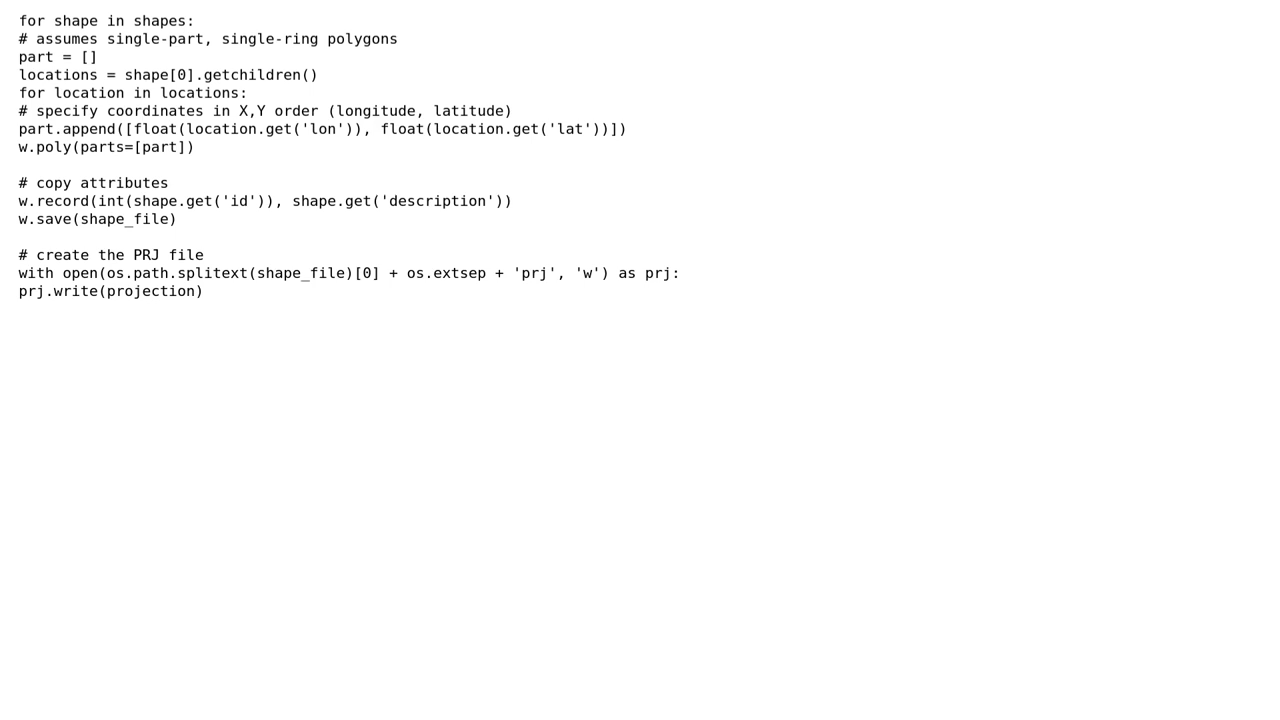 for shape in shapes:
# assumes single-part, single-ring polygons
part = []
locations = shape[0].getchildren()
for location in locations:
# specify coordinates in X,Y order (longitude, latitude)
part.append([float(location.get('lon')), float(location.get('lat'))])
w.poly(parts=[part])

# copy attributes
w.record(int(shape.get('id')), shape.get('description'))
w.save(shape_file)

# create the PRJ file
with open(os.path.splitext(shape_file)[0] + os.extsep + 'prj', 'w') as prj:
prj.write(projection)